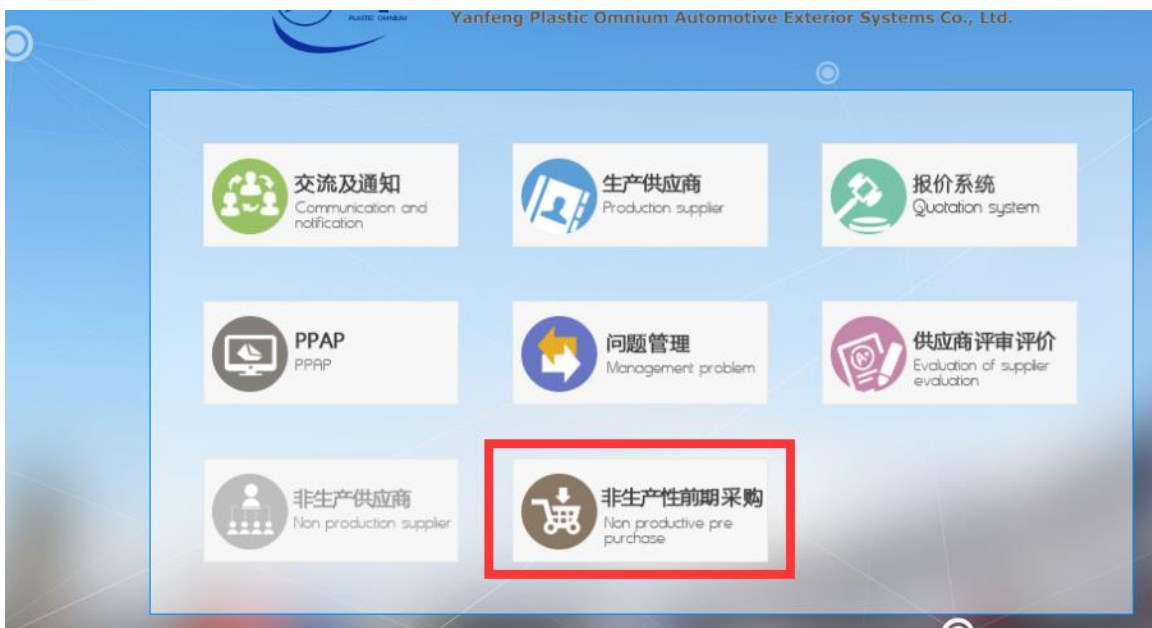 PLASTIC OMNIUM
Yanfeng Plastic Omnium Automotive Exterior Systems Co., Ltd.
交流及通知
Communication and
notification
生产供应商
Production supplier
报价系统
Quotation system
PPAP
PPAP
问题管理
Management problem
供应商评审评价
Evaluation of supplier
evaluation
非生产供应商
Non production supplier
非生产性前期采购
Non productive pre
purchase